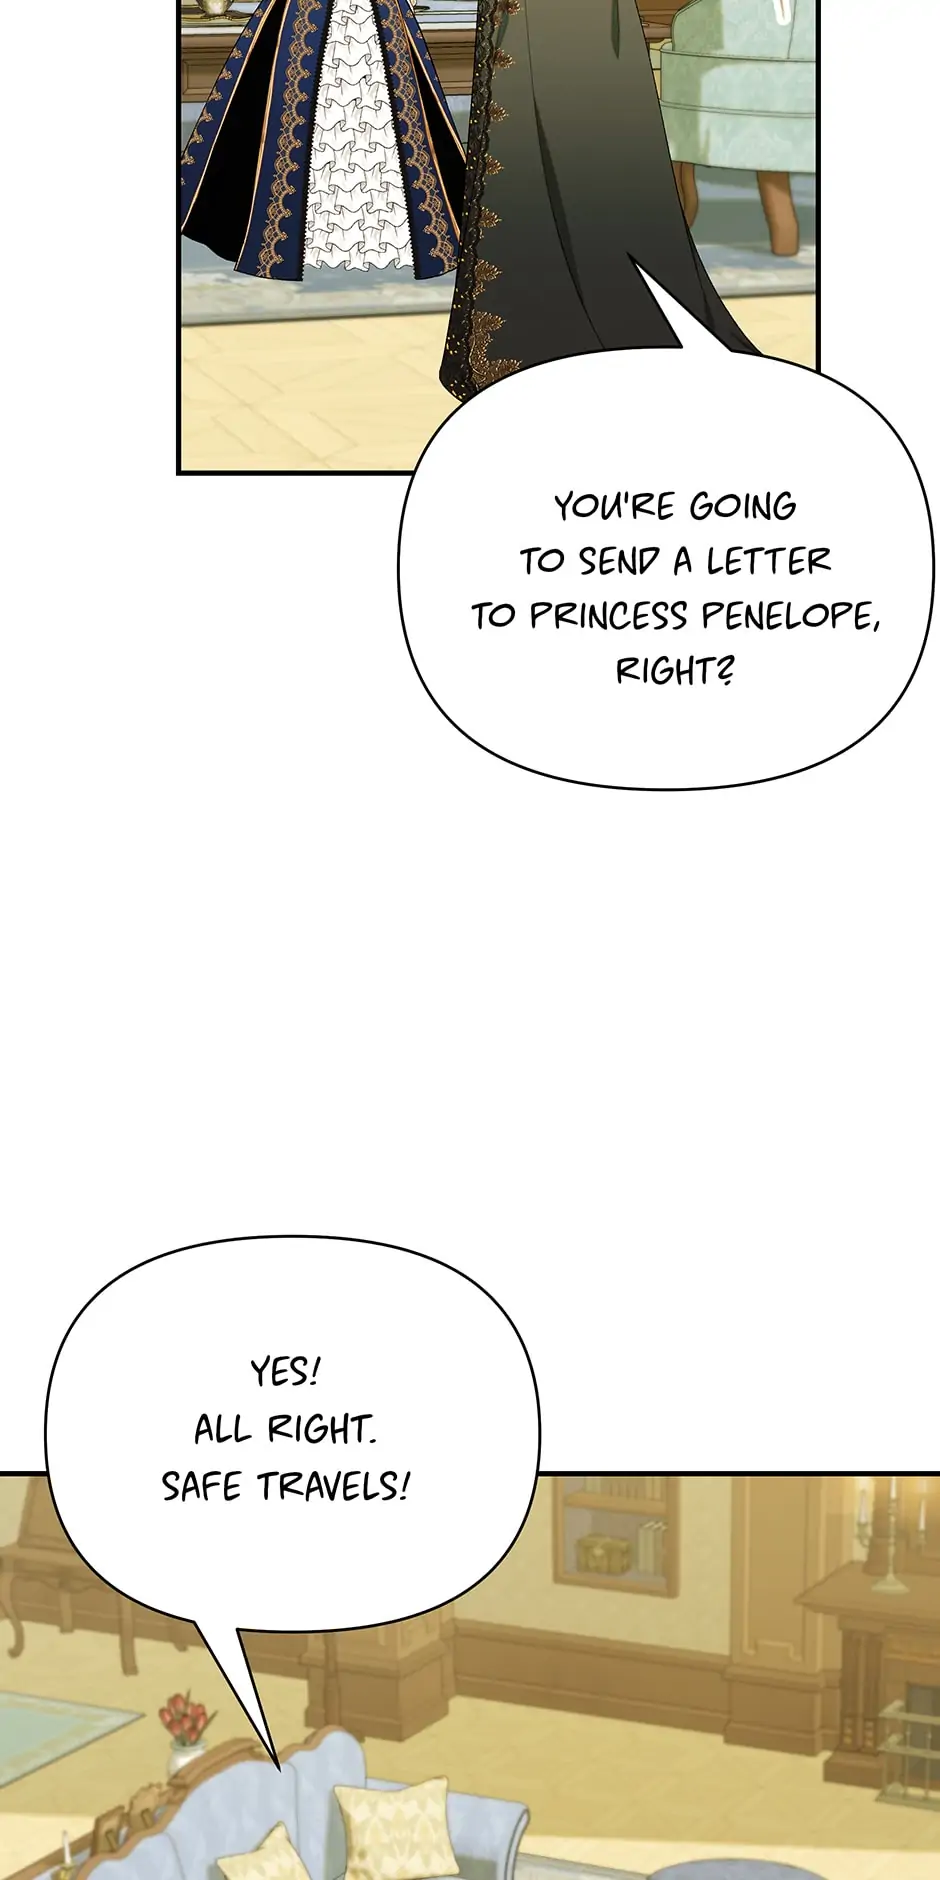 YOU'RE GOING
TO SEND A LETTER
TO PRINCESS PENELOPE,
RIGHT?
YES!
ALL RIGHT.
SAFE TRAVELS!